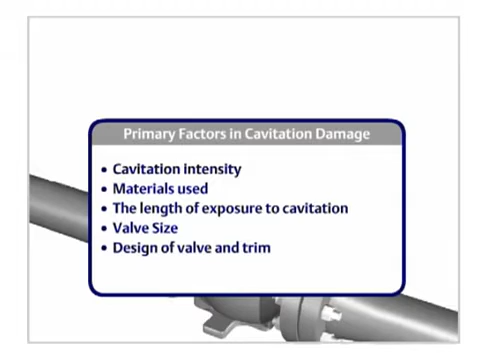 Primary Factors in Cavitation Damage
• Cavitation intensity
• Materials used
• The length of exposure to cavitation
• Valve Size
• Design of valve and trim